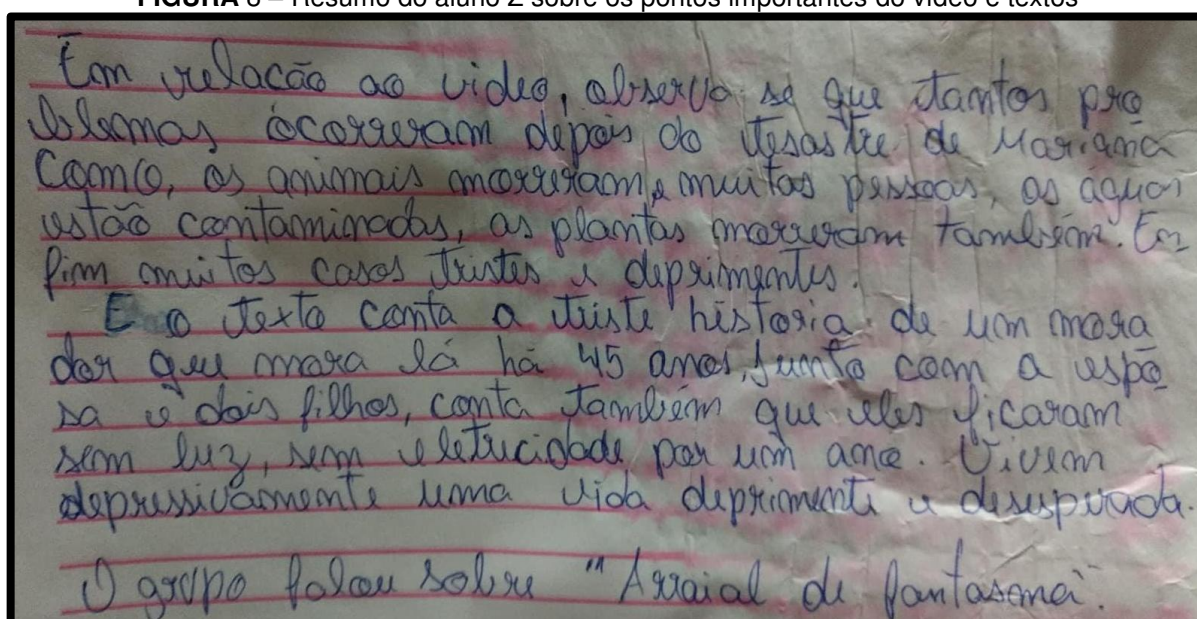 FIGURA 8 – Resumo do aluno Z sobre os pontos importantes do vídeo e textos
Em relacão ao video, observa se que tantos pro
blemas ocorreram depois do desastre de Mariana
Como, os animais morreram, muitas pessoas, as águas
estão contaminadas, as plantas morreram também. En
fim muitos casos tristes e deprimentes.
E o texto conta a triste historia de um mora
dor que mora lá há 45 anos, junto com a espo
sa e dois filhos, conta também que eles ficaram
sem luz, sem eletricidade por um ano. Vivem
depressivamente uma vida depriment e desesperada.
O grupo falou sobre "Arraial de fantasma".